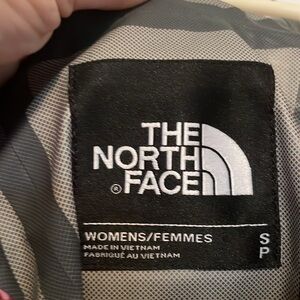 THE
NORTH
® FACE
WOMENS/FEMMES
MADE IN VIETNAM
FABRIQUÉ AU VIETNAM
S
P